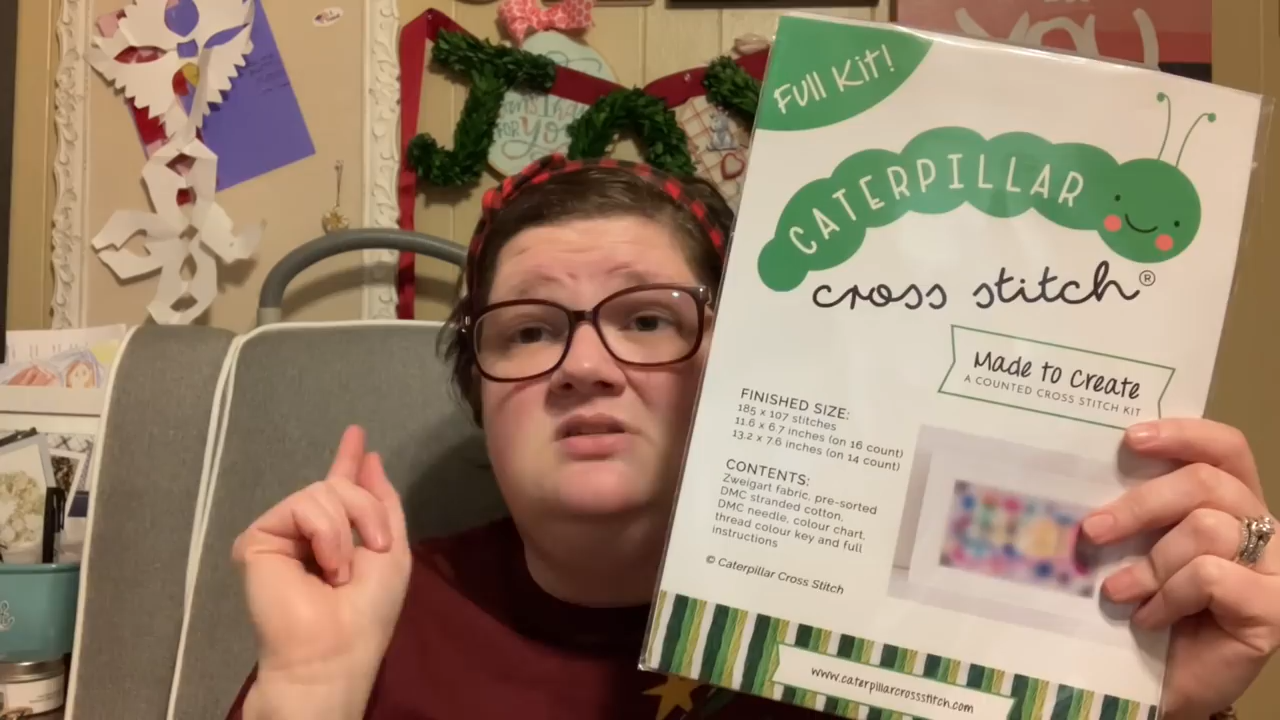 FULL KIT!
CATERPILLAR
cross stitch®
Made to Create
A COUNTED CROSS STITCH KIT
FINISHED SIZE:
185 x 107 stitches
11.6 x 6.7 inches (on 16 count)
13.2 x 7.6 inches (on 14 count)
CONTENTS:
Zweigart fabric, pre-sorted
DMC stranded cotton,
DMC needle, colour chart,
thread colour key and full
instructions
© Caterpillar Cross Stitch
www.caterpillarcrossstitch.com
FOR YOU
YOU